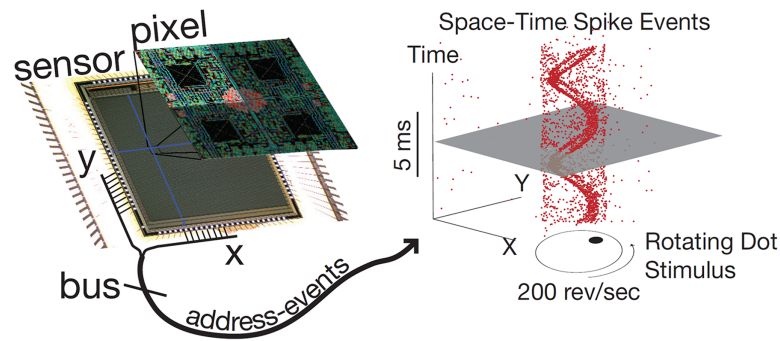 pixel
sensor
y
x
bus
address-events
Space-Time Spike Events
Time
5 ms
Y
X
Rotating Dot
Stimulus
200 rev/sec